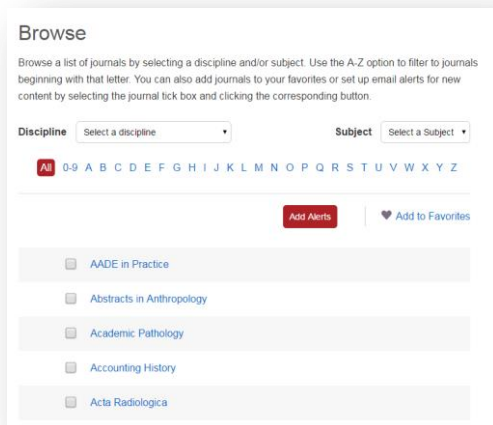 Browse
Browse a list of journals by selecting a discipline and/or subject. Use the A-Z option to filter to journals
beginning with that letter. You can also add journals to your favorites or set up email alerts for new
content by selecting the journal tick box and clicking the corresponding button.
Discipline Select a discipline Subject Select a Subject
All 0-9 A B C D E F G H I J K L M N O P Q R S T U V W X Y Z
Add Alerts Add to Favorites
AADE in Practice
Abstracts in Anthropology
Academic Pathology
Accounting History
Acta Radiologica